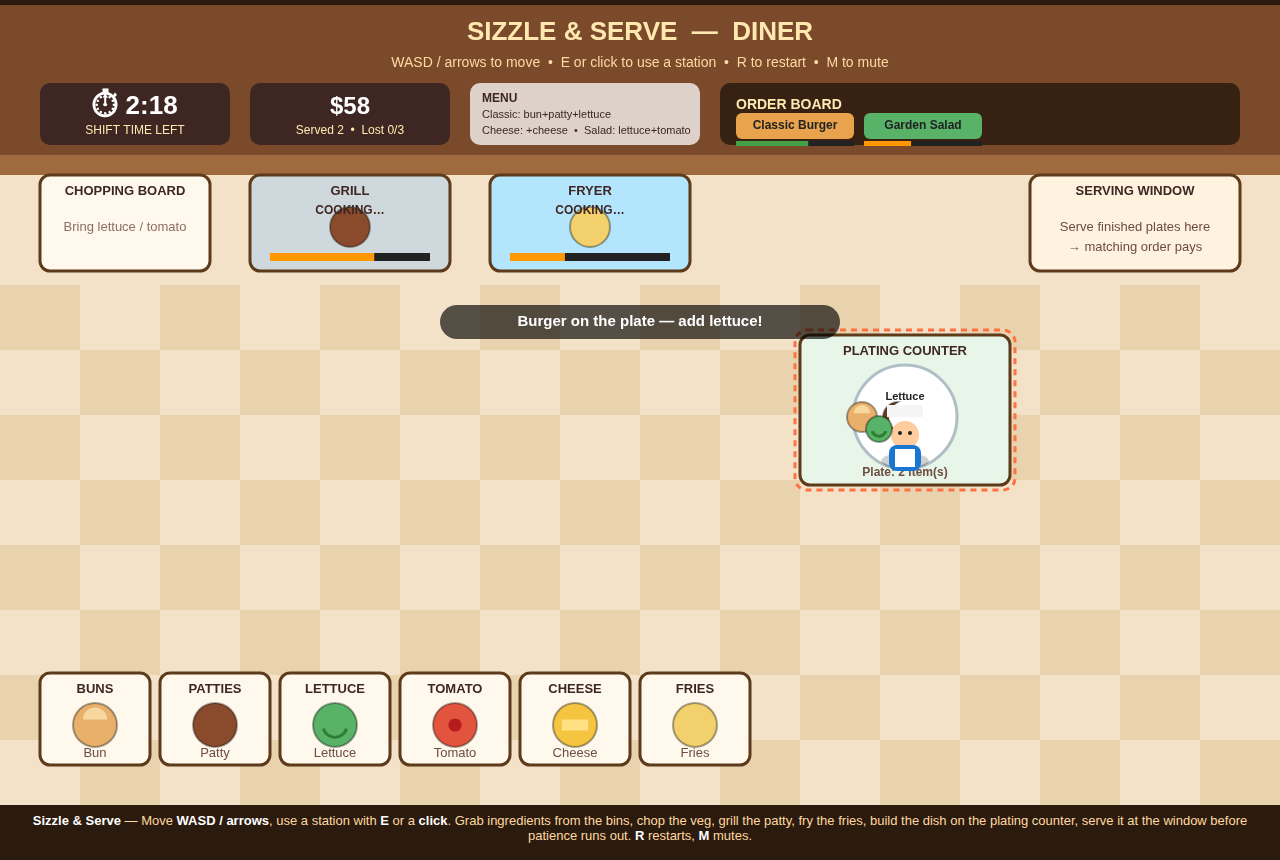 SIZZLE & SERVE — DINER
WASD / arrows to move • E or click to use a station • R to restart • M to mute
2:18
SHIFT TIME LEFT
$58
Served 2 • Lost 0/3
MENU
Classic: bun+patty+lettuce
Cheese: +cheese • Salad: lettuce+tomato
ORDER BOARD
Classic Burger
Garden Salad
CHOPPING BOARD
Bring lettuce / tomato
GRILL
COOKING…
FRYER
COOKING…
SERVING WINDOW
Serve finished plates here
→ matching order pays
Burger on the plate — add lettuce!
PLATING COUNTER
Lettuce
Plate: 2 item(s)
BUNS
Bun
PATTIES
Patty
LETTUCE
Lettuce
TOMATO
Tomato
CHEESE
Cheese
FRIES
Fries
Sizzle & Serve — Move WASD / arrows, use a station with E or a click. Grab ingredients from the bins, chop the veg, grill the patty, fry the fries, build the dish on the plating counter, serve it at the window before
patience runs out. R restarts, M mutes.